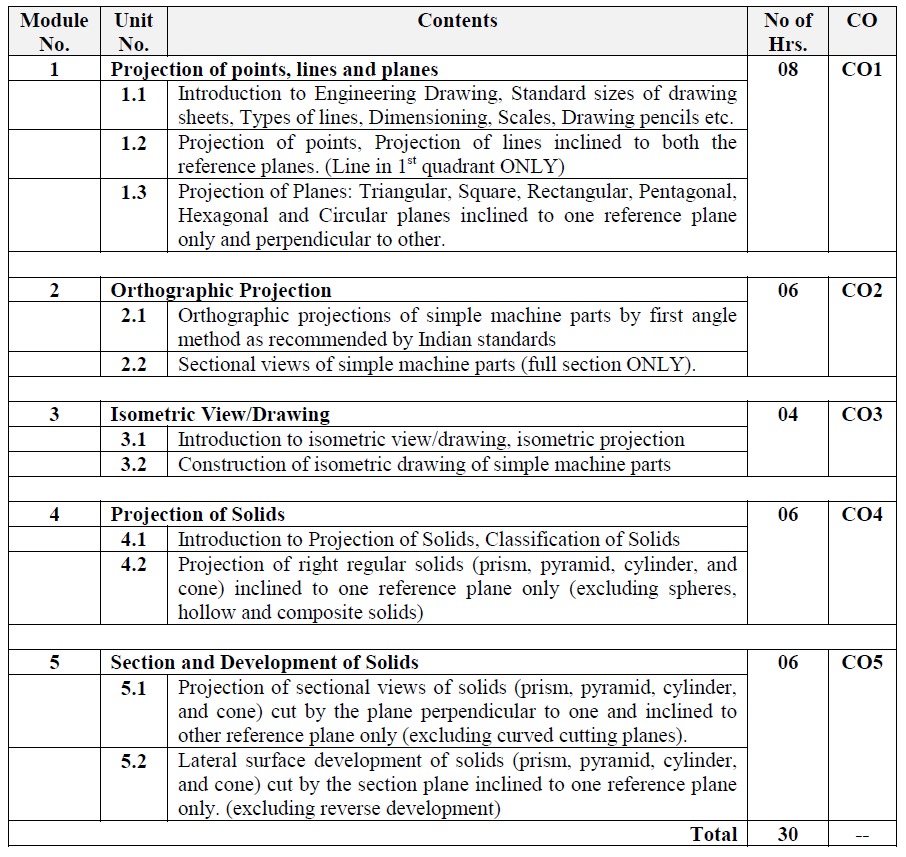 Module No. Unit No. Contents No of Hrs. CO
1 Projection of points, lines and planes 08 CO1
1.1 Introduction to Engineering Drawing, Standard sizes of drawing
sheets, Types of lines, Dimensioning, Scales, Drawing pencils etc.
1.2 Projection of points, Projection of lines inclined to both the
reference planes. (Line in 1st quadrant ONLY)
1.3 Projection of Planes: Triangular, Square, Rectangular, Pentagonal,
Hexagonal and Circular planes inclined to one reference plane
only and perpendicular to other.
2 Orthographic Projection 06 CO2
2.1 Orthographic projections of simple machine parts by first angle
method as recommended by Indian standards
2.2 Sectional views of simple machine parts (full section ONLY).
3 Isometric View/Drawing 04 CO3
3.1 Introduction to isometric view/drawing, isometric projection
3.2 Construction of isometric drawing of simple machine parts
4 Projection of Solids 06 CO4
4.1 Introduction to Projection of Solids, Classification of Solids
4.2 Projection of right regular solids (prism, pyramid, cylinder, and
cone) inclined to one reference plane only (excluding spheres,
hollow and composite solids)
5 Section and Development of Solids 06 CO5
5.1 Projection of sectional views of solids (prism, pyramid, cylinder,
and cone) cut by the plane perpendicular to one and inclined to
other reference plane only (excluding curved cutting planes).
5.2 Lateral surface development of solids (prism, pyramid, cylinder,
and cone) cut by the section plane inclined to one reference plane
only. (excluding reverse development)
Total 30 --